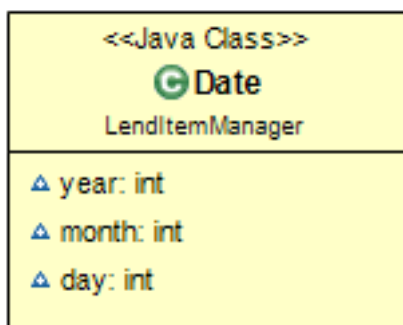 <<Java Class>>
C Date
LendItemManager
year: int
month: int
day: int